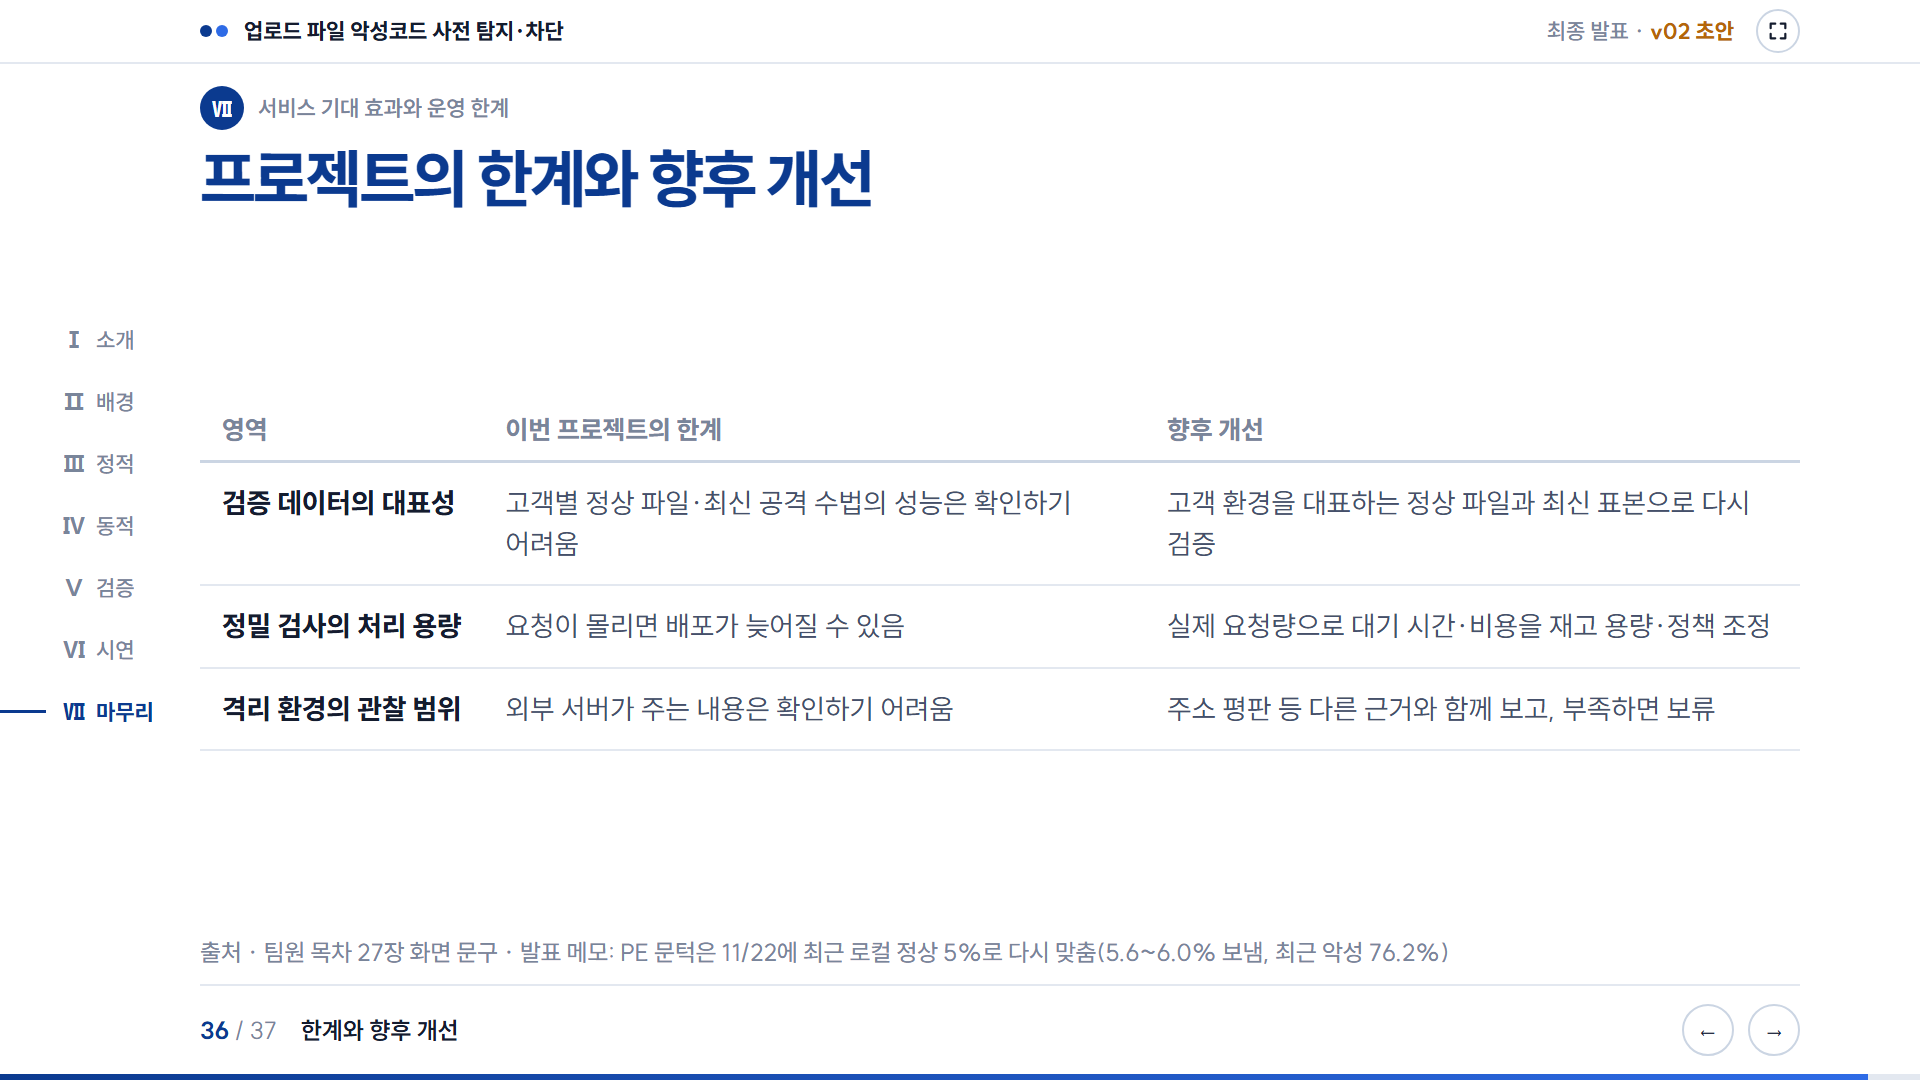 업로드 파일 악성코드 사전 탐지·차단
최종 발표 · v02 초안
Ⅶ 서비스 기대 효과와 운영 한계
프로젝트의 한계와 향후 개선
Ⅰ 소개
Ⅱ 배경
Ⅲ 정적
Ⅳ 동적
Ⅴ 검증
Ⅵ 시연
Ⅶ 마무리
영역 이번 프로젝트의 한계 향후 개선
검증 데이터의 대표성 고객별 정상 파일·최신 공격 수법의 성능은 확인하기 고객 환경을 대표하는 정상 파일과 최신 표본으로 다시
어려움 검증
정밀 검사의 처리 용량 요청이 몰리면 배포가 늦어질 수 있음 실제 요청량으로 대기 시간·비용을 재고 용량·정책 조정
격리 환경의 관찰 범위 외부 서버가 주는 내용은 확인하기 어려움 주소 평판 등 다른 근거와 함께 보고, 부족하면 보류
출처 · 팀원 목차 27장 화면 문구 · 발표 메모: PE 문턱은 11/22에 최근 로컬 정상 5%로 다시 맞춤(5.6~6.0% 보냄, 최근 악성 76.2%)
36 / 37 한계와 향후 개선
← →